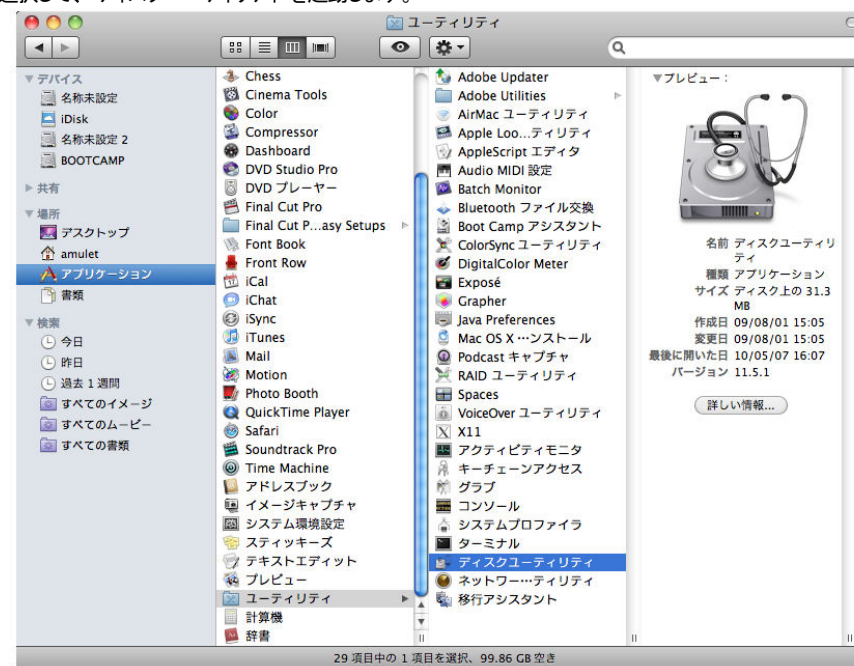 選択して、ディスクユーティリティを起動します。
ユーティリティ
▼デバイス
名称未設定
iDisk
名称未設定 2
BOOTCAMP
▶共有
▼場所
デスクトップ
amulet
アプリケーション
書類
▼検索
今日
昨日
過去 1 週間
すべてのイメージ
すべてのムービー
すべての書類
Chess
Cinema Tools
Color
Compressor
Dashboard
DVD Studio Pro
DVD プレーヤー
Final Cut Pro
Final Cut P...asy Setups
Font Book
Front Row
iCal
iChat
iSync
iTunes
Mail
Motion
Photo Booth
QuickTime Player
Safari
Soundtrack Pro
Time Machine
アドレスブック
イメージキャプチャ
システム環境設定
スティッキーズ
テキストエディット
プレビュー
ユーティリティ
計算機
辞書
Adobe Updater
Adobe Utilities
AirMac ユーティリティ
Apple Loo...ティリティ
AppleScript エディタ
Audio MIDI 設定
Batch Monitor
Bluetooth ファイル交換
Boot Camp アシスタント
ColorSync ユーティリティ
DigitalColor Meter
Exposé
Grapher
Java Preferences
Mac OS X …ンストール
Podcast キャプチャ
RAID ユーティリティ
Spaces
VoiceOver ユーティリティ
X11
アクティビティモニタ
キーチェーンアクセス
グラブ
コンソール
システムプロファイラ
ターミナル
ディスクユーティリティ
ネットワー…ティリティ
移行アシスタント
▼プレビュー：
名前 ディスクユーティリ
ティ
種類 アプリケーション
サイズ ディスク上の 31.3
MB
作成日 09/08/01 15:05
変更日 09/08/01 15:05
最後に開いた日 10/05/07 16:07
バージョン 11.5.1
詳しい情報...
29 項目中の 1 項目を選択、99.86 GB 空き